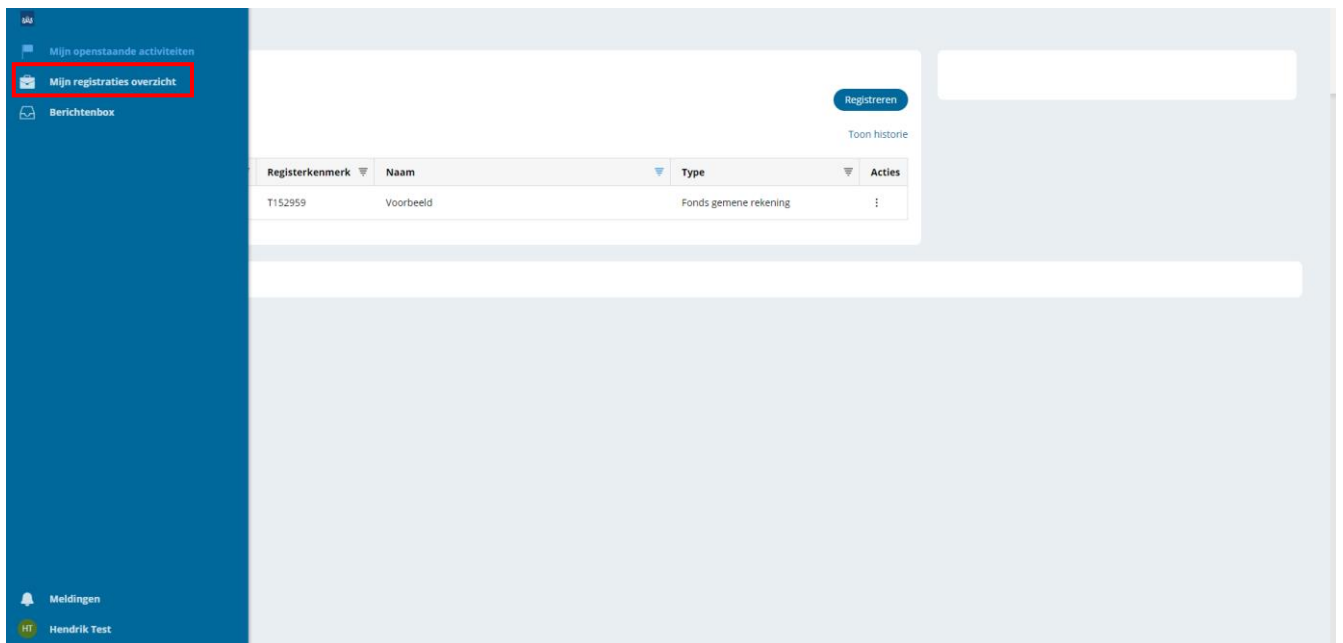 Mijn openstaande activiteiten
Mijn registraties overzicht
Berichtenbox
Registreren
Toon historie
Registerkenmerk Naam Type Acties
T152959 Voorbeeld Fonds gemene rekening
Meldingen
HT Hendrik Test